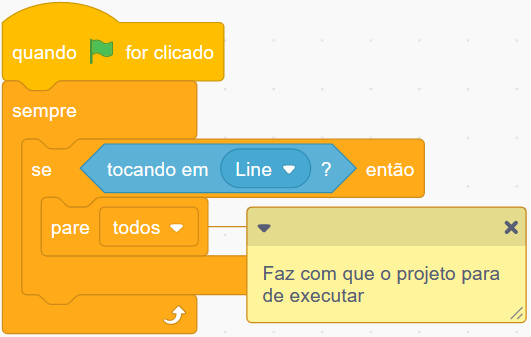 quando for clicado
sempre
se tocando em Line ? então
pare todos
Faz com que o projeto para
de executar